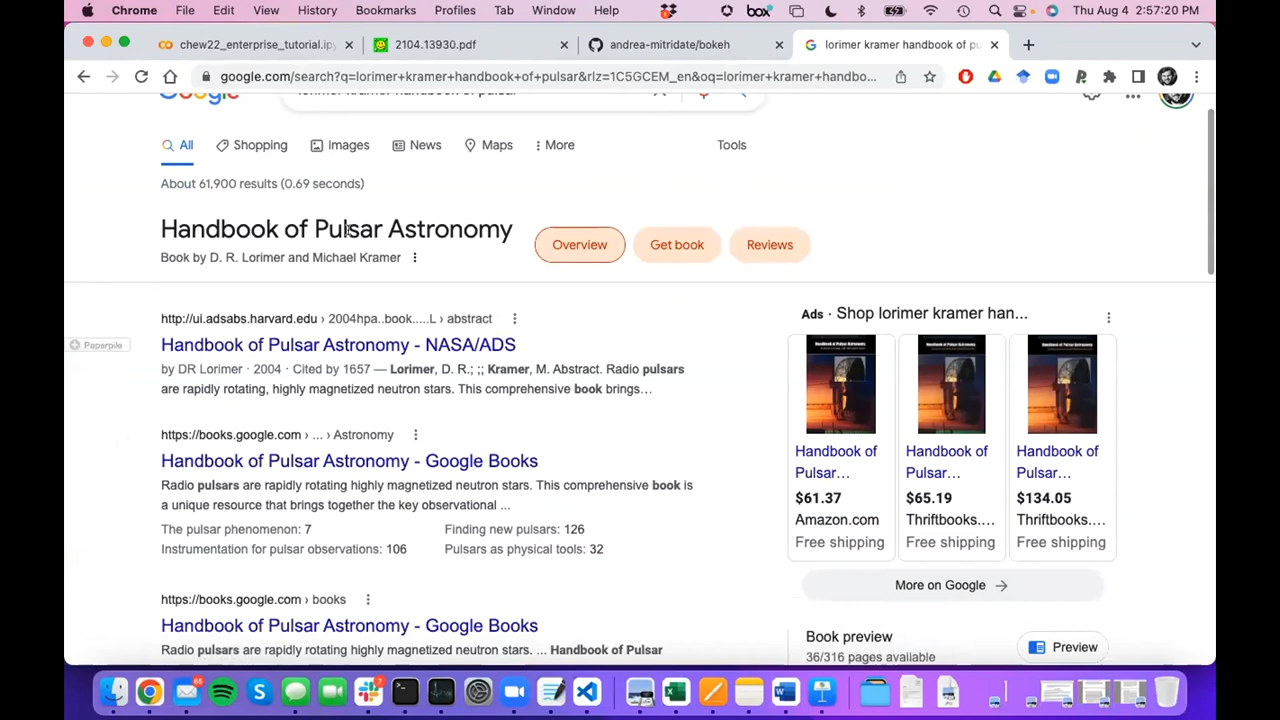 Chrome File Edit View History Bookmarks Profiles Tab Window Help box Thu Aug 4 2:57:20 PM
chew22_enterprise_tutorial.ipy 2104.13930.pdf andrea-mitridate/bokeh lorimer kramer handbook of pu
google.com/search?q=lorimer+kramer+handbook+of+pulsar&rlz=1C5GCEM_en&oq=lorimer+kramer+handbo...
lorimer kramer handbook of pulsar
All Shopping Images News Maps More Tools
About 61,900 results (0.69 seconds)
Handbook of Pulsar Astronomy
Overview Get book Reviews
Book by D. R. Lorimer and Michael Kramer
http://ui.adsabs.harvard.edu › 2004hpa..book.....L › abstract
Paperpile
Handbook of Pulsar Astronomy - NASA/ADS
by DR Lorimer · 2004 · Cited by 1657 — Lorimer, D. R.; ;; Kramer, M. Abstract. Radio pulsars
are rapidly rotating, highly magnetized neutron stars. This comprehensive book brings...
https://books.google.com › ... › Astronomy
Handbook of Pulsar Astronomy - Google Books
Radio pulsars are rapidly rotating highly magnetized neutron stars. This comprehensive book is
a unique resource that brings together the key observational ...
The pulsar phenomenon: 7 Finding new pulsars: 126
Instrumentation for pulsar observations: 106 Pulsars as physical tools: 32
https://books.google.com › books
Handbook of Pulsar Astronomy - Google Books
Radio pulsars are rapidly rotating highly magnetized neutron stars. ... Handbook of Pulsar
Ads · Shop lorimer kramer han...
Handbook of Pulsar...
$61.37
Amazon.com
Free shipping
Handbook of Pulsar...
$65.19
Thriftbooks....
Free shipping
Handbook of Pulsar...
$134.05
Thriftbooks....
Free shipping
More on Google
Book preview
36/316 pages available
Preview